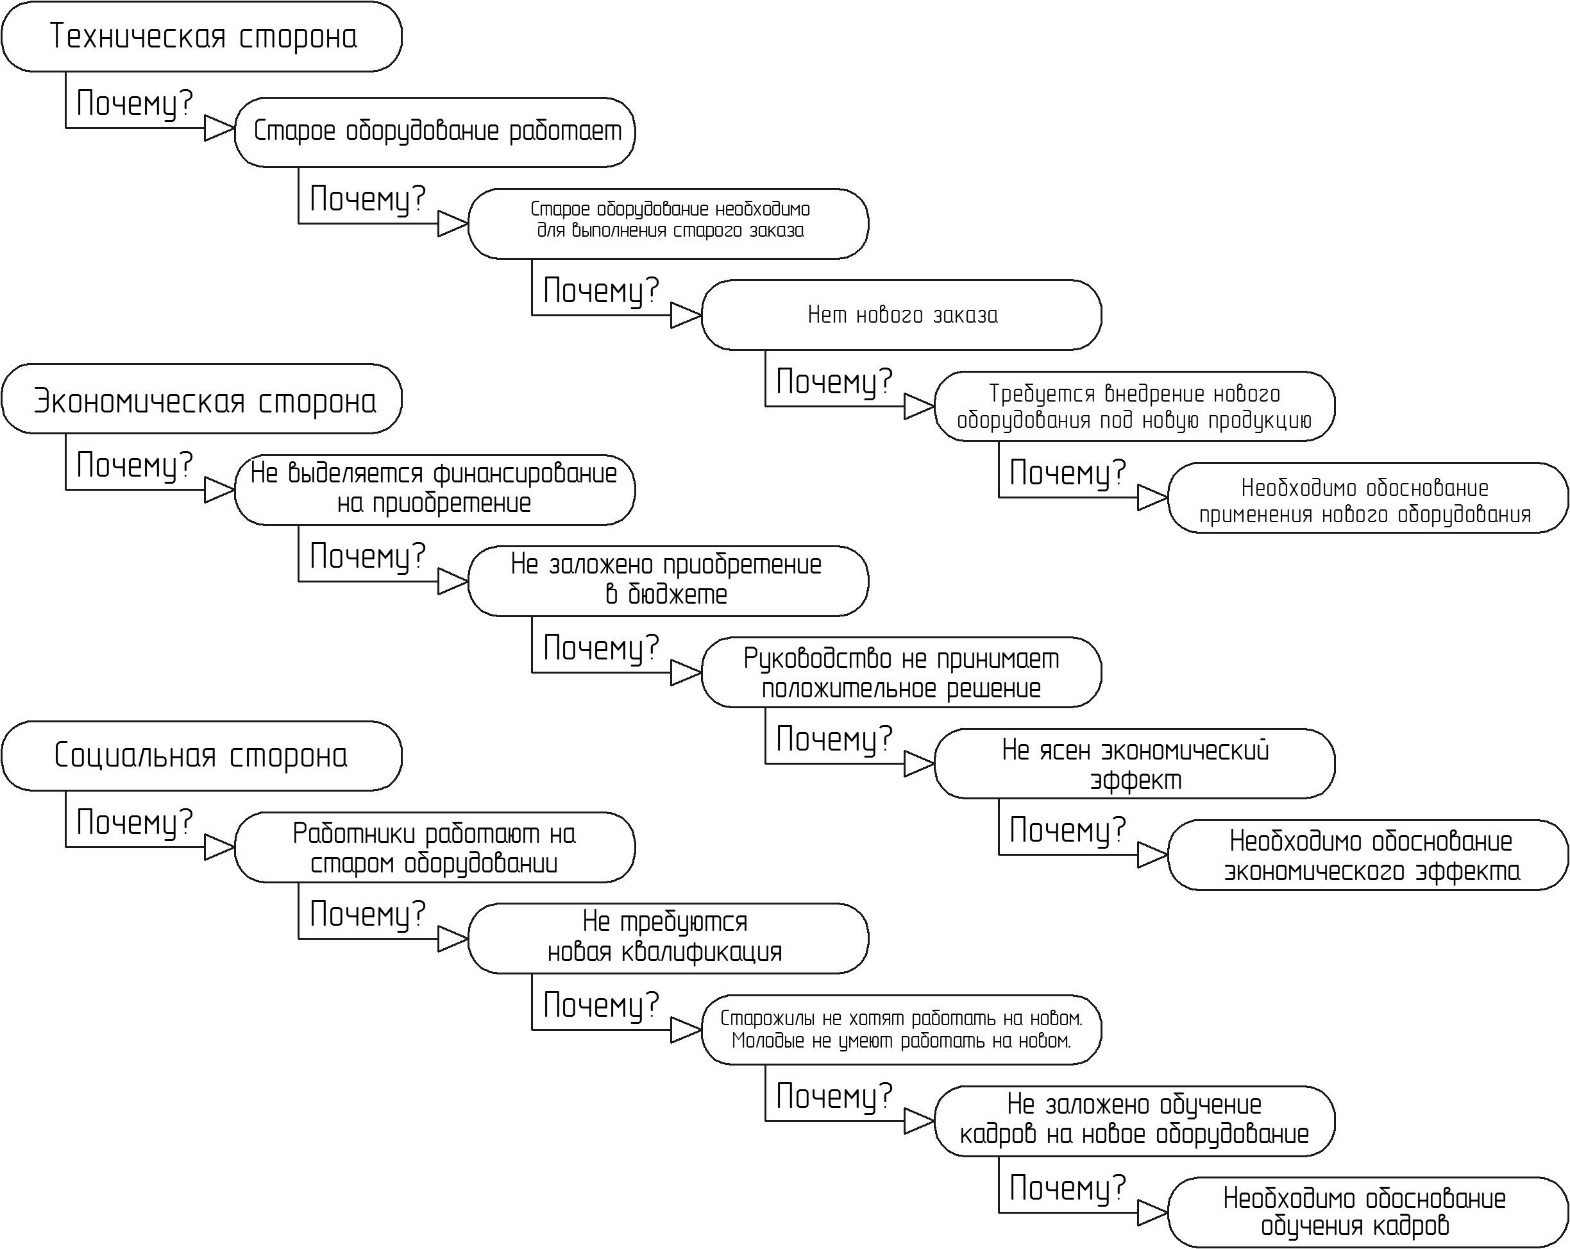 Техническая сторона
Почему?
Старое оборудование работает
Почему?
Старое оборудование необходимо
для выполнения старого заказа
Почему?
Нет нового заказа
Почему?
Требуется внедрение нового
оборудования под новую продукцию
Почему?
Необходимо обоснование
применения нового оборудования
Экономическая сторона
Почему?
Не выделяется финансирование
на приобретение
Почему?
Не заложено приобретение
в бюджете
Почему?
Руководство не принимает
положительное решение
Почему?
Не ясен экономический
эффект
Почему?
Необходимо обоснование
экономического эффекта
Социальная сторона
Почему?
Работники работают на
старом оборудовании
Почему?
Не требуются
новая квалификация
Почему?
Старожилы не хотят работать на новом.
Молодые не умеют работать на новом.
Почему?
Не заложено обучение
кадров на новое оборудование
Почему?
Необходимо обоснование
обучения кадров